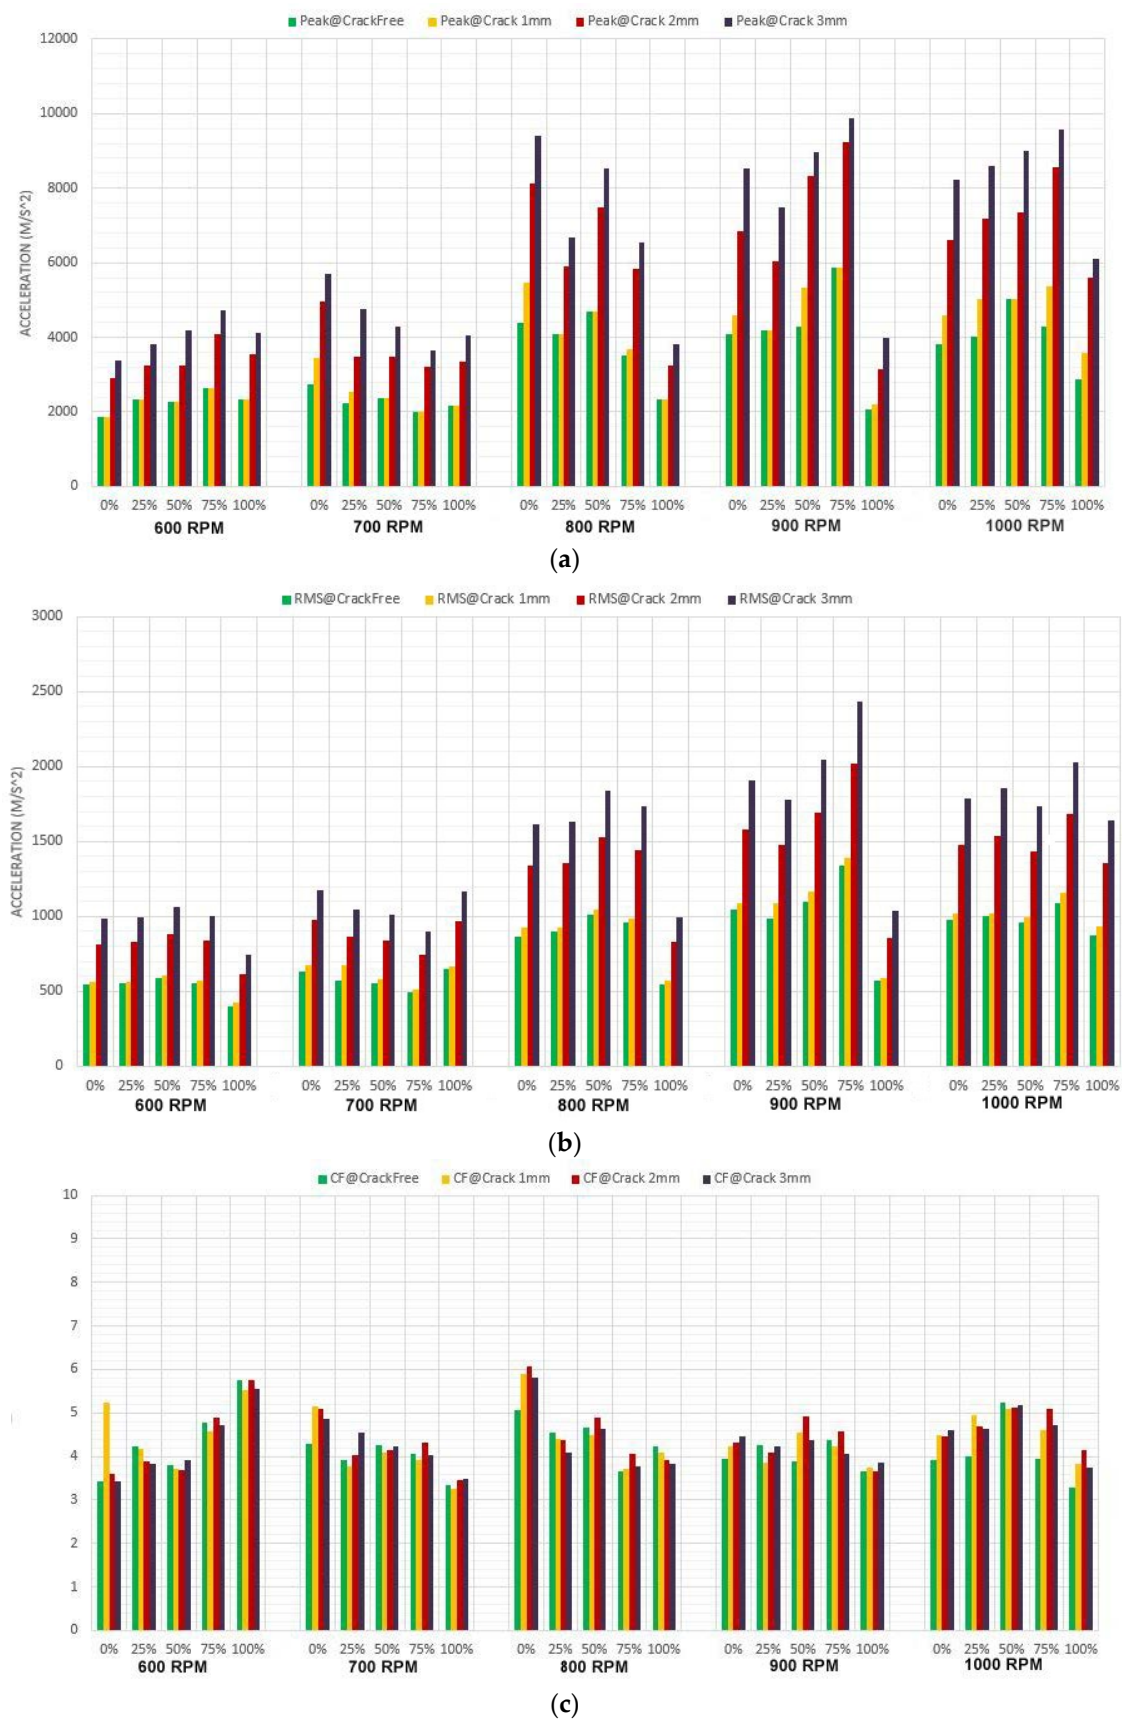 Peak@CrackFree Peak@Crack 1mm Peak@Crack 2mm Peak@Crack 3mm
12000
10000
8000
6000
4000
2000
0
ACCELERATION (M/S^2)
0% 25% 50% 75% 100% 0% 25% 50% 75% 100% 0% 25% 50% 75% 100% 0% 25% 50% 75% 100% 0% 25% 50% 75% 100%
600 RPM 700 RPM 800 RPM 900 RPM 1000 RPM
(a)
RMS@CrackFree RMS@Crack 1mm RMS@Crack 2mm RMS@Crack 3mm
3000
2500
2000
1500
1000
500
0
ACCELERATION (M/S^2)
0% 25% 50% 75% 100% 0% 25% 50% 75% 100% 0% 25% 50% 75% 100% 0% 25% 50% 75% 100% 0% 25% 50% 75% 100%
600 RPM 700 RPM 800 RPM 900 RPM 1000 RPM
(b)
CF@CrackFree CF@Crack 1mm CF@Crack 2mm CF@Crack 3mm
10
9
8
7
6
5
4
3
2
1
0
0% 25% 50% 75% 100% 0% 25% 50% 75% 100% 0% 25% 50% 75% 100% 0% 25% 50% 75% 100% 0% 25% 50% 75% 100%
600 RPM 700 RPM 800 RPM 900 RPM 1000 RPM
(c)